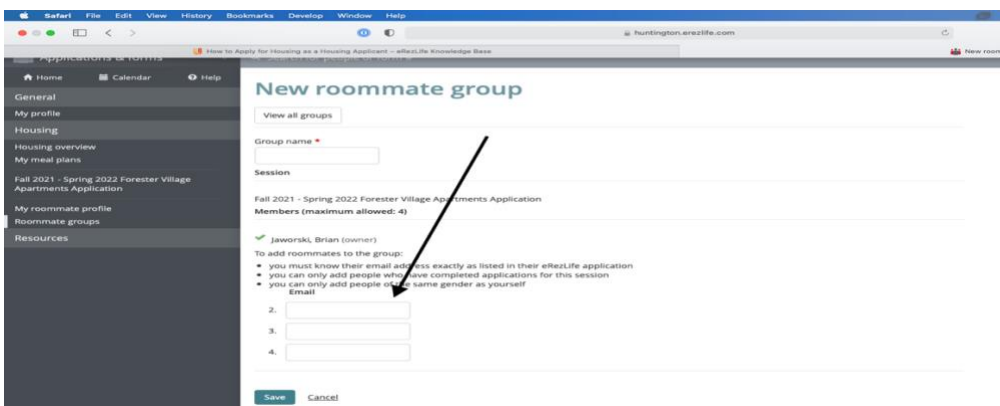 Safari File Edit View History Bookmarks Develop Window Help
huntington.erezlife.com
How to Apply for Housing as a Housing Applicant – eRezLife Knowledge Base
New room
Applications & forms
Home Calendar Help
General
My profile
Housing
Housing overview
My meal plans
Fall 2021 - Spring 2022 Forester Village
Apartments Application
My roommate profile
Roommate groups
Resources
New roommate group
View all groups
Group name *
Session
Fall 2021 - Spring 2022 Forester Village Apartments Application
Members (maximum allowed: 4)
Jaworski, Brian (owner)
To add roommates to the group:
• you must know their email address exactly as listed in their eRezLife application
• you can only add people who have completed applications for this session
• you can only add people of the same gender as yourself
Email
2.
3.
4.
Save Cancel